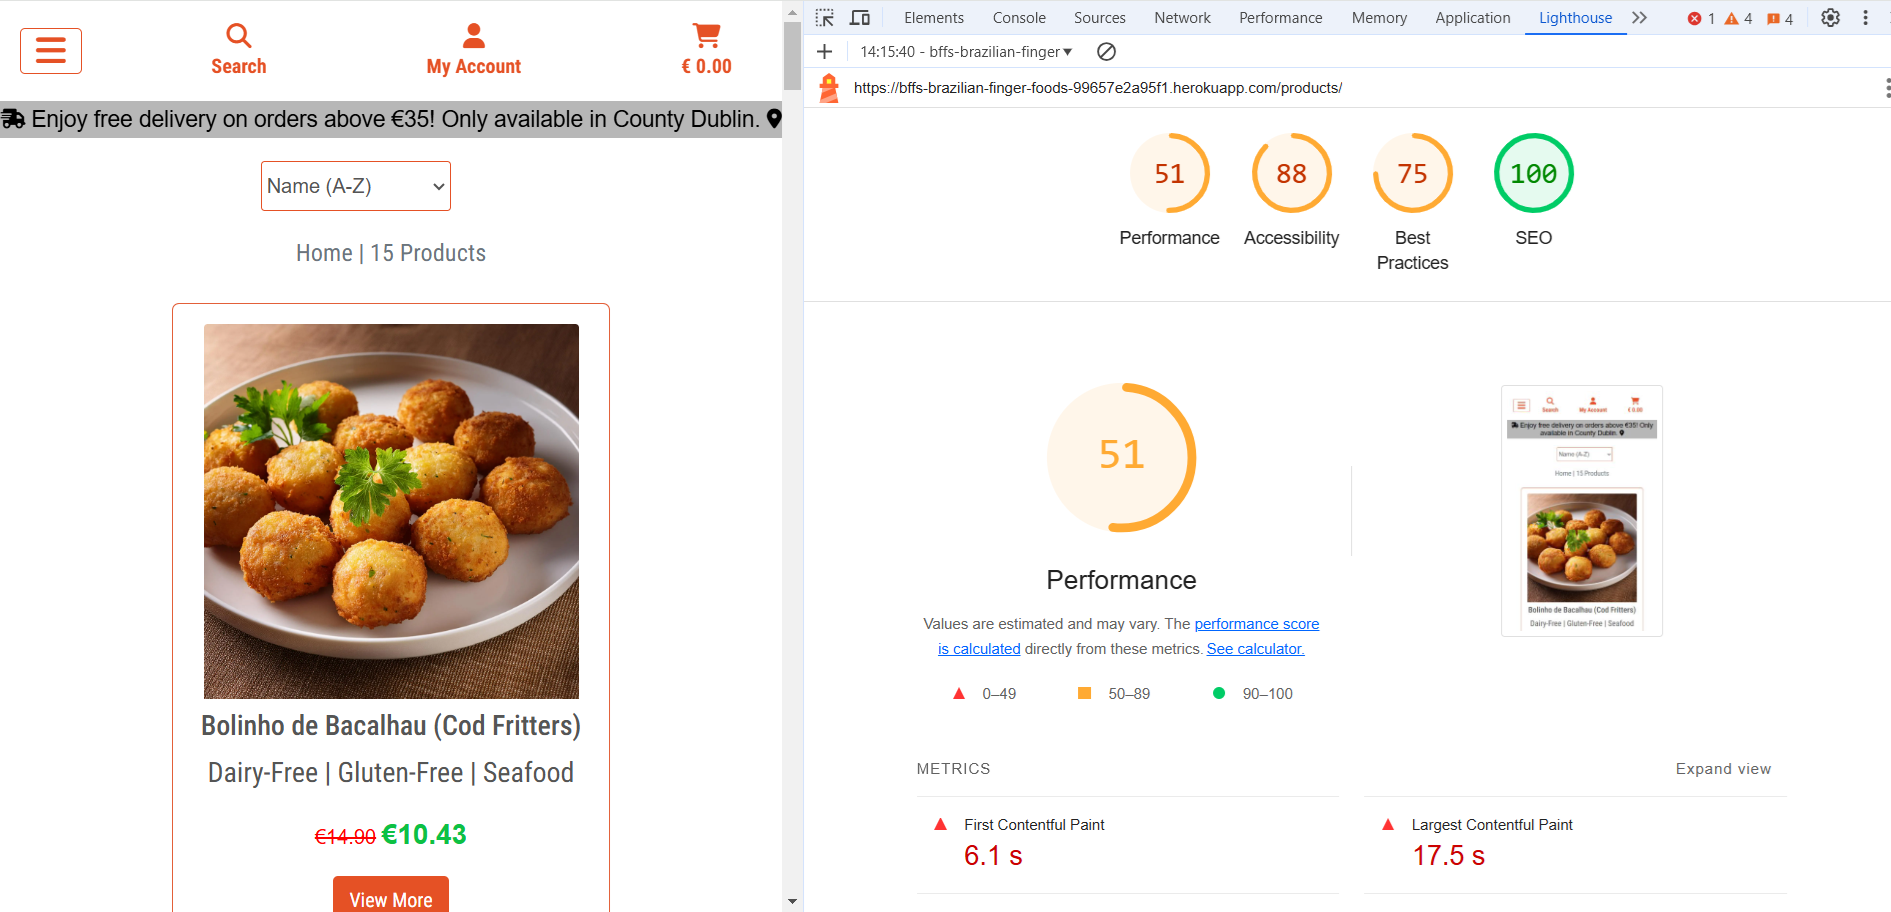 Search
My Account
€ 0.00
Enjoy free delivery on orders above €35! Only available in County Dublin.
Name (A-Z)
Home | 15 Products
Bolinho de Bacalhau (Cod Fritters)
Dairy-Free | Gluten-Free | Seafood
€14.90 €10.43
View More
Elements Console Sources Network Performance Memory Application Lighthouse 1 4 4
14:15:40 - bffs-brazilian-finger
https://bffs-brazilian-finger-foods-99657e2a95f1.herokuapp.com/products/
51 88 75 100
Performance Accessibility Best Practices SEO
51
Performance
Values are estimated and may vary. The performance score
is calculated directly from these metrics. See calculator.
0–49 50–89 90–100
Search My Account € 0.00
Enjoy free delivery on orders above €35! Only
available in County Dublin.
Name (A-Z)
Home | 15 Products
Bolinho de Bacalhau (Cod Fritters)
Dairy-Free | Gluten-Free | Seafood
METRICS Expand view
First Contentful Paint
6.1 s
Largest Contentful Paint
17.5 s